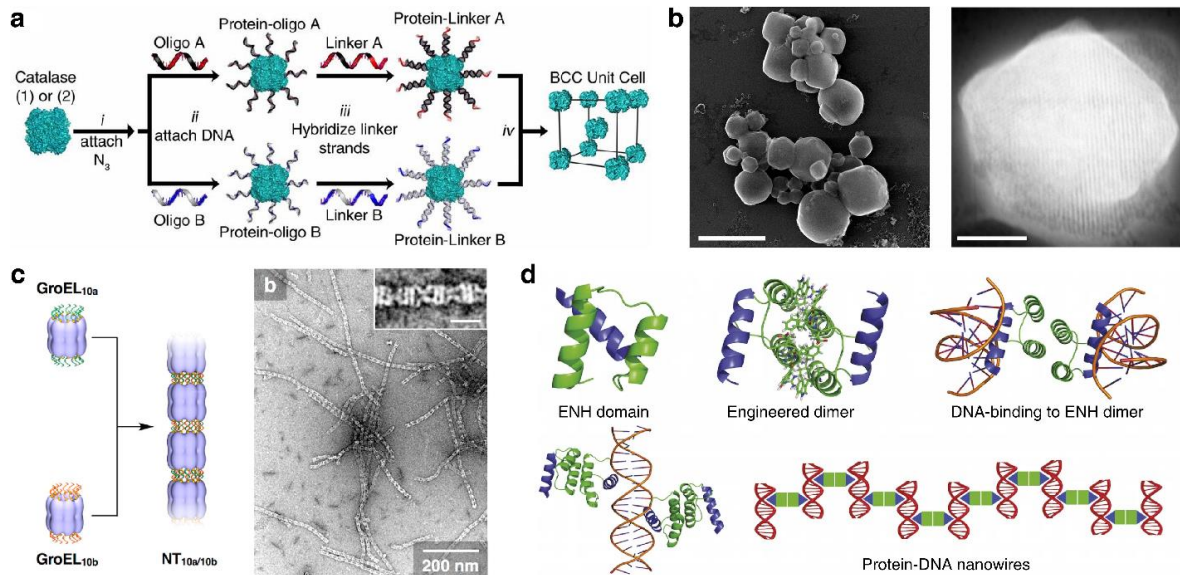 a
Catalase
(1) or (2)
i
attach
N3
ii
attach DNA
Oligo A
Oligo B
Protein-oligo A
Protein-oligo B
Linker A
iii
Hybridize linker
strands
Linker B
Protein-Linker A
Protein-Linker B
iv
BCC Unit Cell
b
c
GroEL10a
GroEL10b
NT10a/10b
b
200 nm
d
ENH domain
Engineered dimer
DNA-binding to ENH dimer
Protein-DNA nanowires